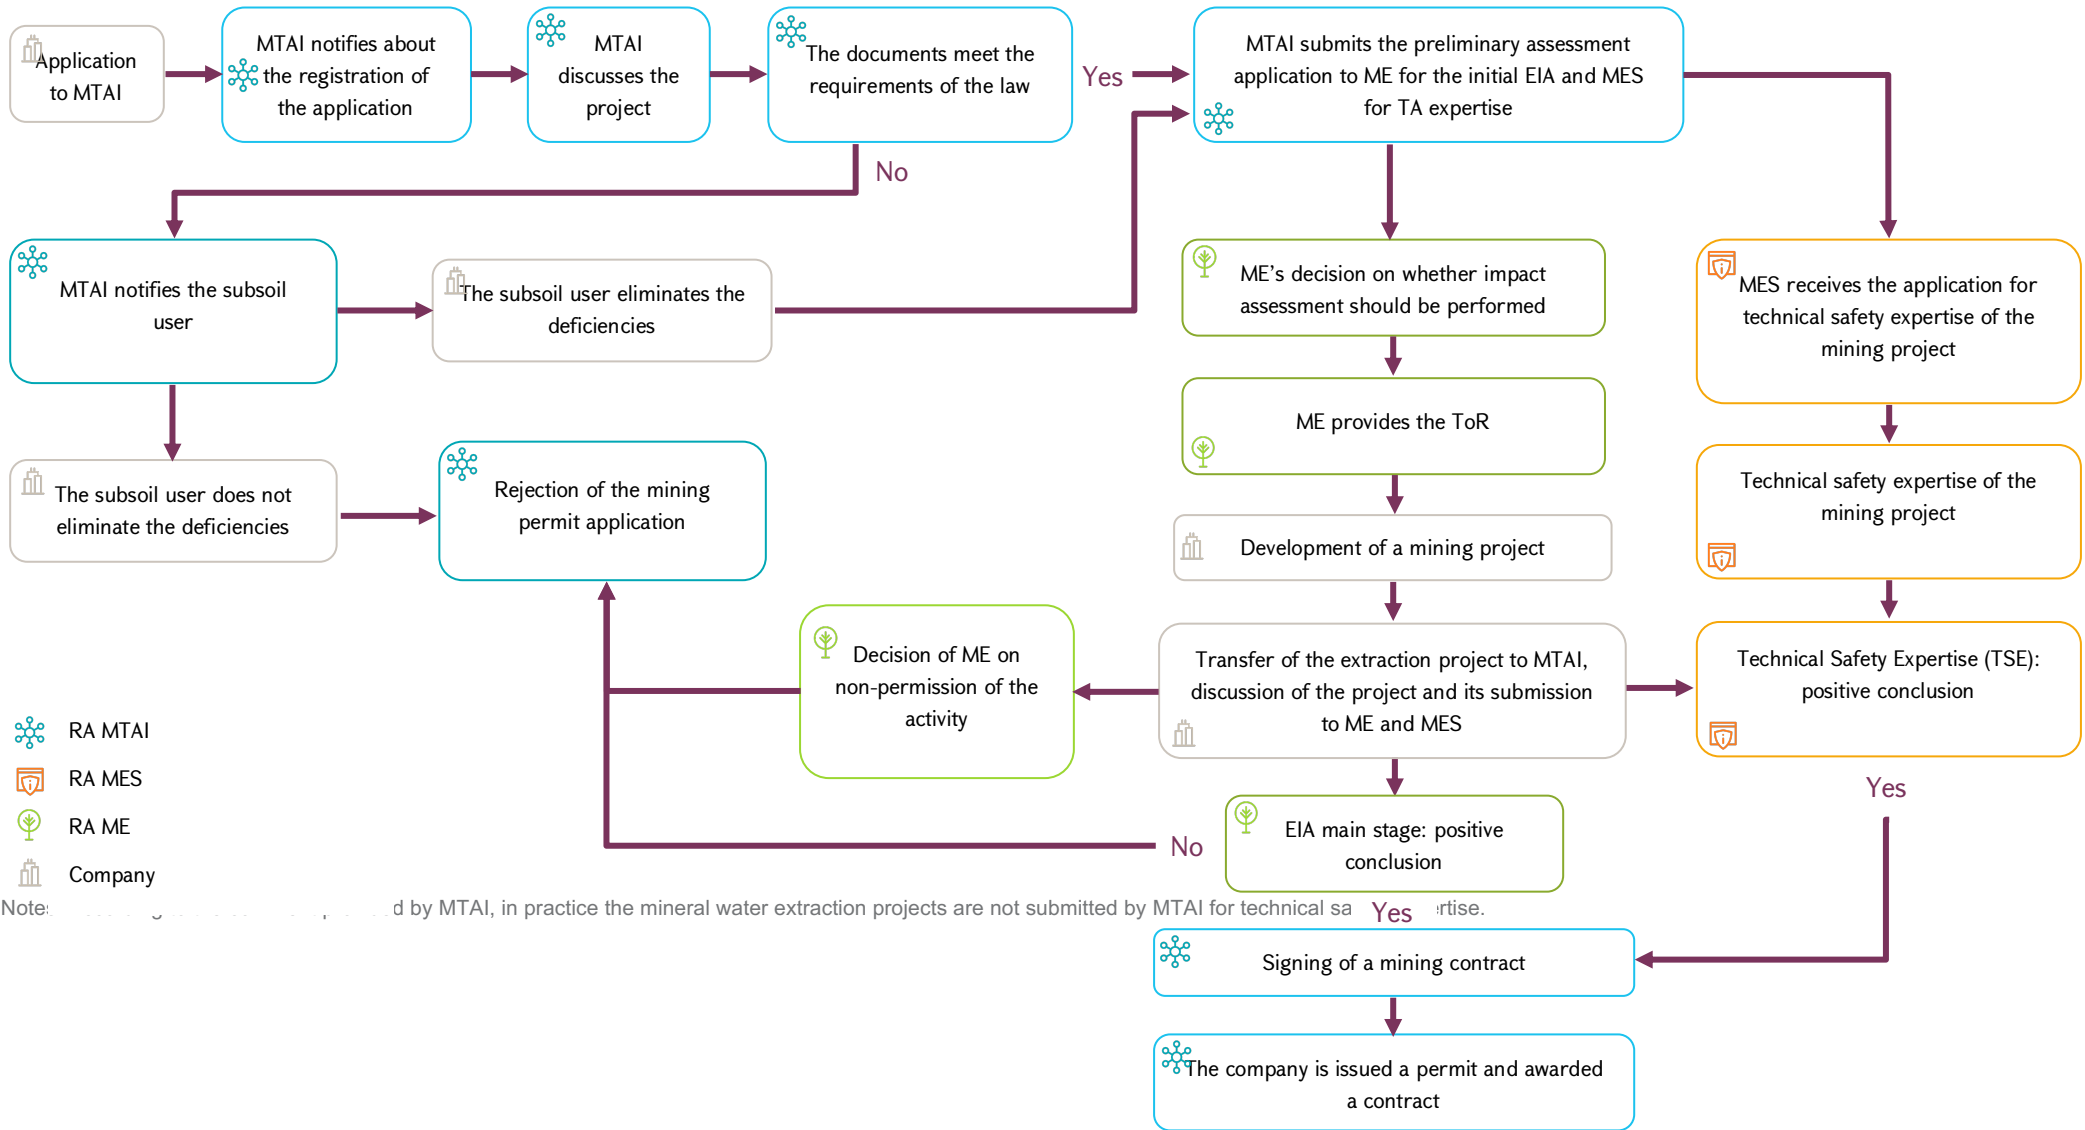 Application
to MTAI
MTAI notifies about
the registration of
the application
MTAI
discusses the
project
The documents meet the
requirements of the law
Yes
MTAI submits the preliminary assessment
application to ME for the initial EIA and MES
for TA expertise
No
MTAI notifies the subsoil
user
The subsoil user eliminates the
deficiencies
ME's decision on whether impact
assessment should be performed
MES receives the application for
technical safety expertise of the
mining project
ME provides the ToR
The subsoil user does not
eliminate the deficiencies
Rejection of the mining
permit application
Technical safety expertise of the
mining project
Development of a mining project
Decision of ME on
non-permission of the
activity
Transfer of the extraction project to MTAI,
discussion of the project and its submission
to ME and MES
Technical Safety Expertise (TSE):
positive conclusion
RA MTAI
RA MES
RA ME
Company
Yes
EIA main stage: positive
conclusion
No
by MTAI, in practice the mineral water extraction projects are not submitted by MTAI for technical
Yes
Signing of a mining contract
The company is issued a permit and awarded
a contract